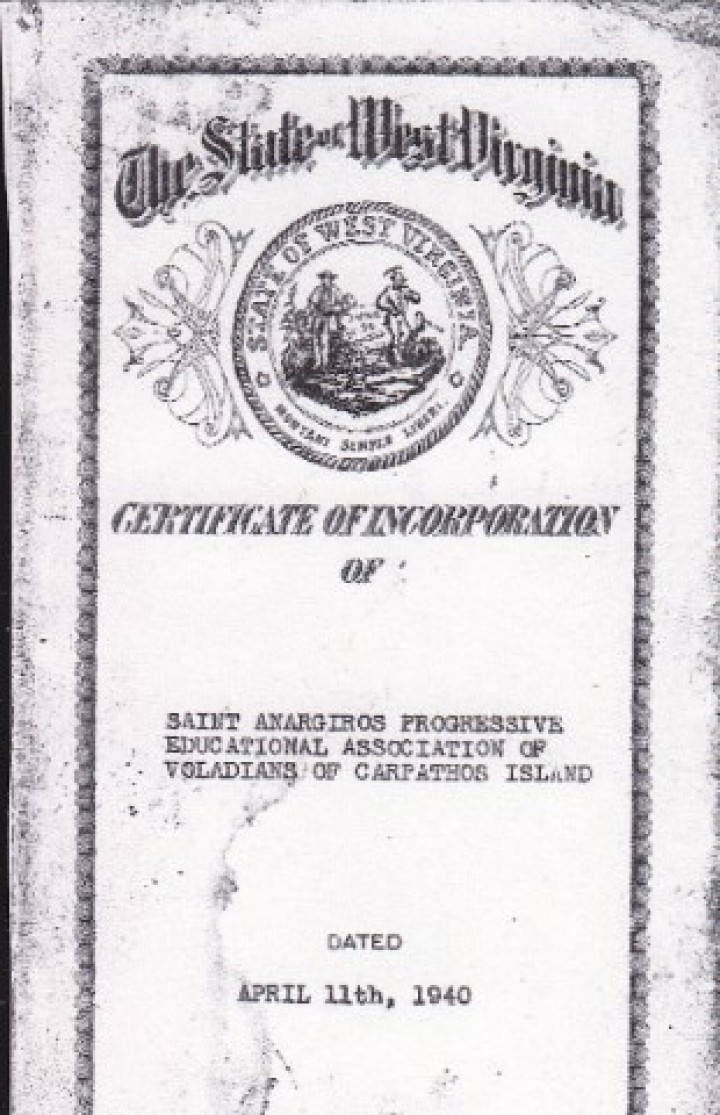 The State of West Virginia
STATE OF WEST VIRGINIA
MONTANI SEMPER LIBERI
CERTIFICATE OF INCORPORATION
OF
SAINT ANARGIROS PROGRESSIVE
EDUCATIONAL ASSOCIATION OF
VOLADIANS OF CARPATHOS ISLAND
DATED
APRIL 11th, 1940